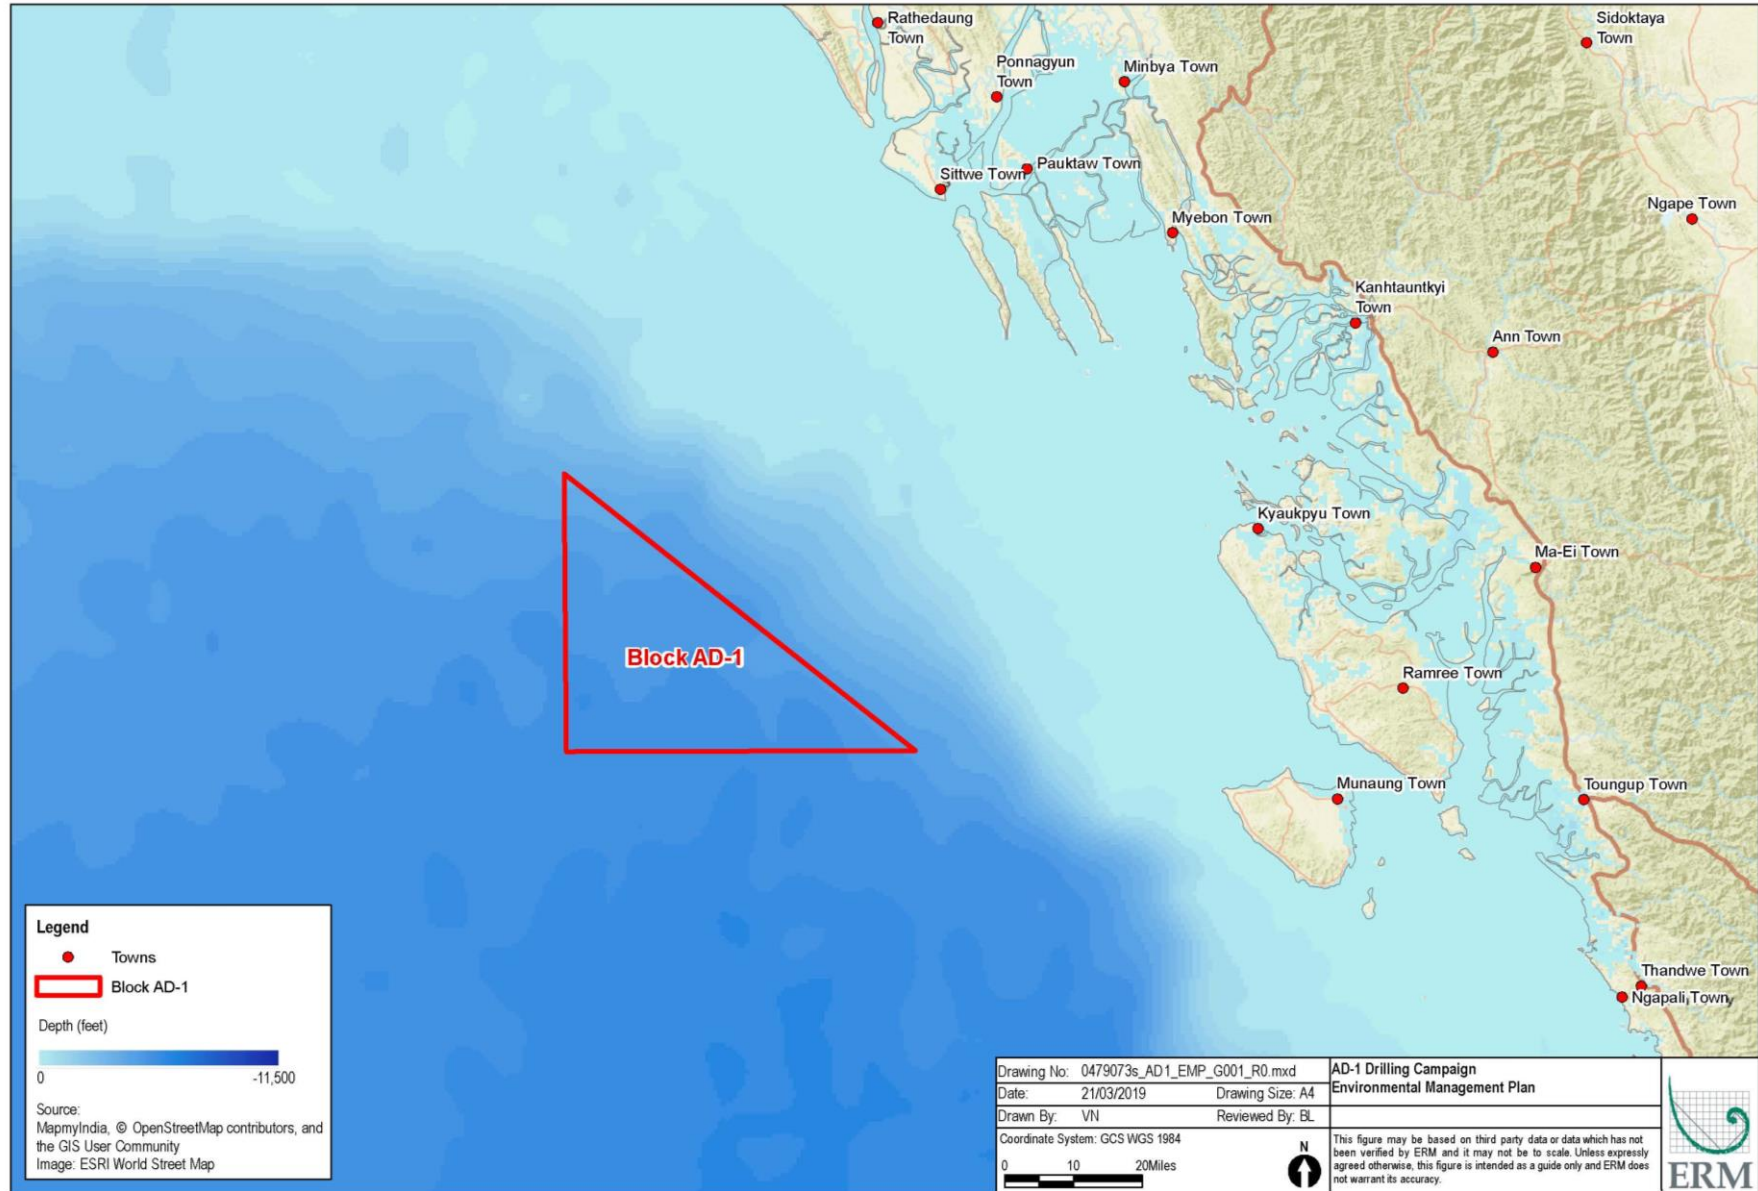 Rathedaung
Town
Sidoktaya
Town
Ponnagyun
Town
Minbya Town
Pauktaw Town
Sittwe Town
Ngape Town
Myebon Town
Kanhtauntkyi
Town
Ann Town
Kyaukpyu Town
Ma-Ei Town
Block AD-1
Ramree Town
Munaung Town
Toungup Town
Thandwe Town
Ngapali Town
Legend
Towns
Block AD-1
Depth (feet)
0 -11,500
Source:
MapmyIndia, © OpenStreetMap contributors, and
the GIS User Community
Image: ESRI World Street Map
Drawing No: 0479073s_AD1_EMP_G001_R0.mxd
Date: 21/03/2019 Drawing Size: A4
Drawn By: VN Reviewed By: BL
Coordinate System: GCS WGS 1984
N
0 10 20Miles
AD-1 Drilling Campaign
Environmental Management Plan
This figure may be based on third party data or data which has not
been verified by ERM and it may not be to scale. Unless expressly
agreed otherwise, this figure is intended as a guide only and ERM does
not warrant its accuracy.
ERM